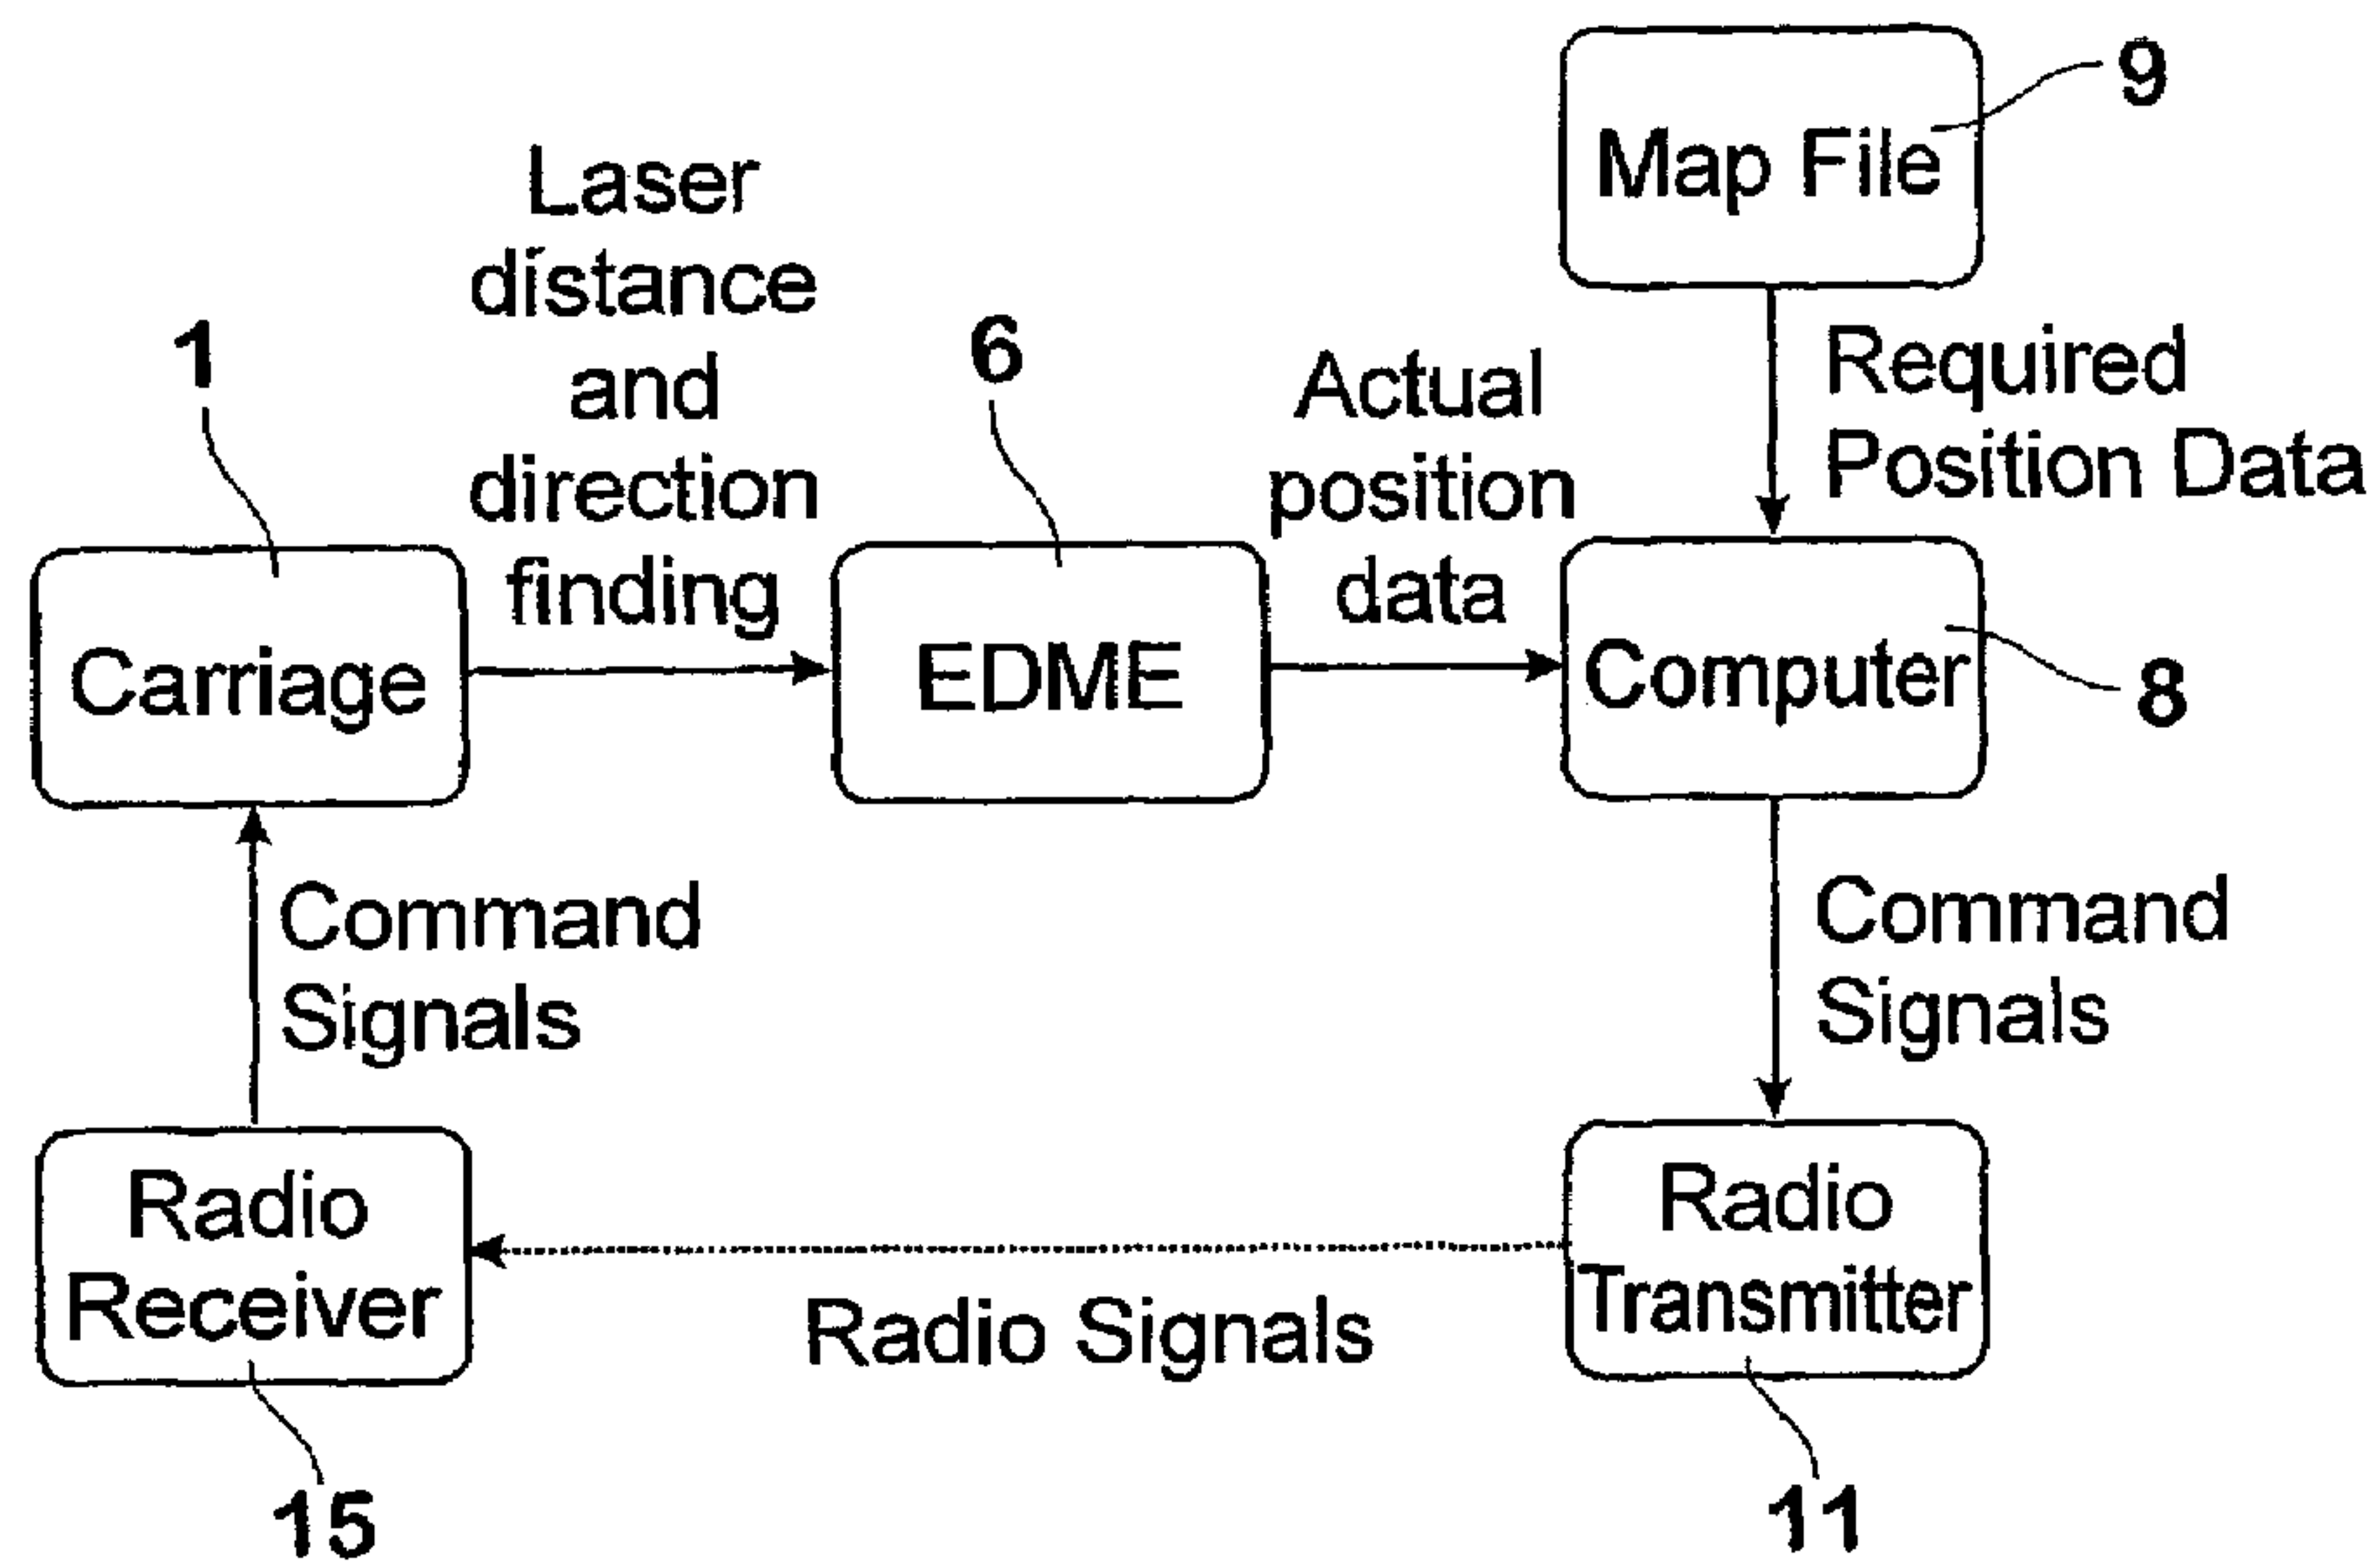 9
Map File
Laser
distance
and
direction
finding
1
6
Actual
position
data
Required
Position Data
Carriage
EDME
Computer
8
Command
Signals
Command
Signals
Radio
Receiver
Radio
Transmitter
Radio Signals
15
11